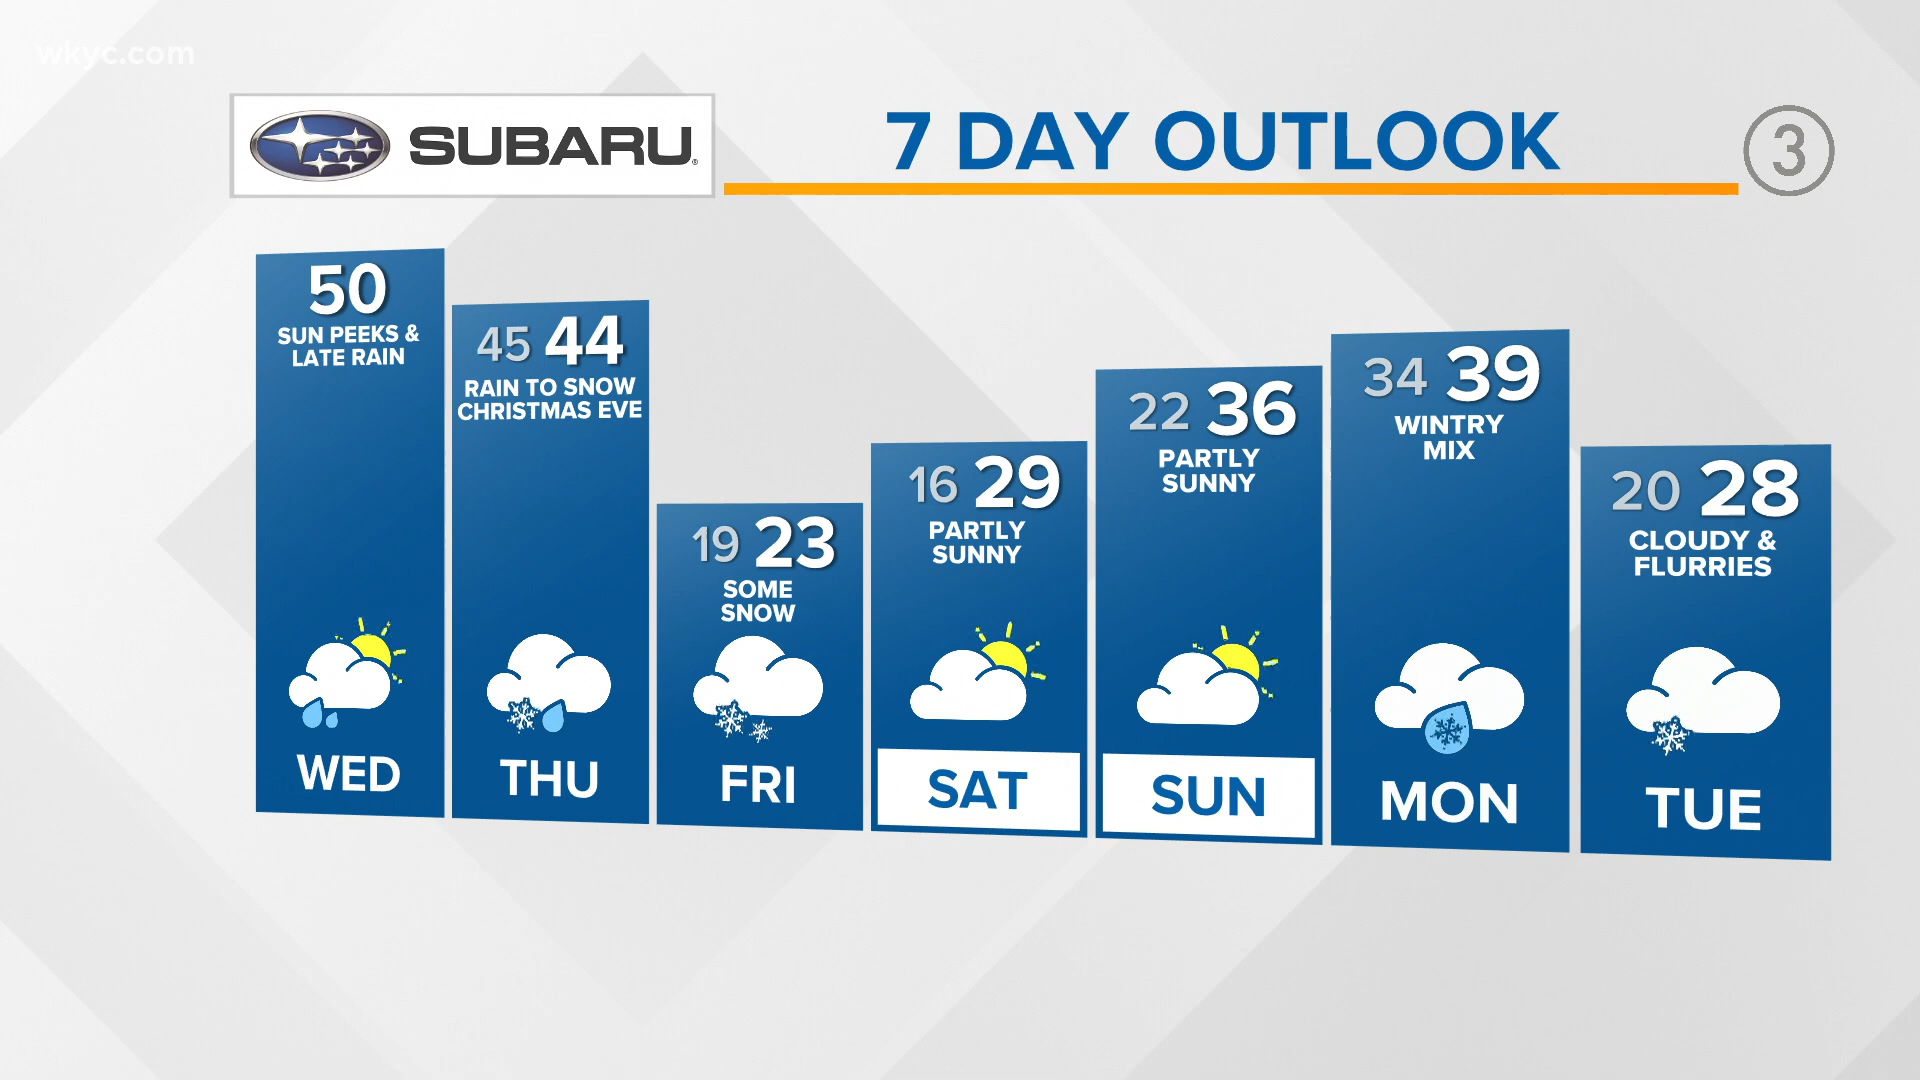 wkyc.com
SUBARU®
7 DAY OUTLOOK
3
50
SUN PEEKS &
LATE RAIN
WED
45 44
RAIN TO SNOW
CHRISTMAS EVE
THU
19 23
SOME
SNOW
FRI
16 29
PARTLY
SUNNY
SAT
22 36
PARTLY
SUNNY
SUN
34 39
WINTRY
MIX
MON
20 28
CLOUDY &
FLURRIES
TUE